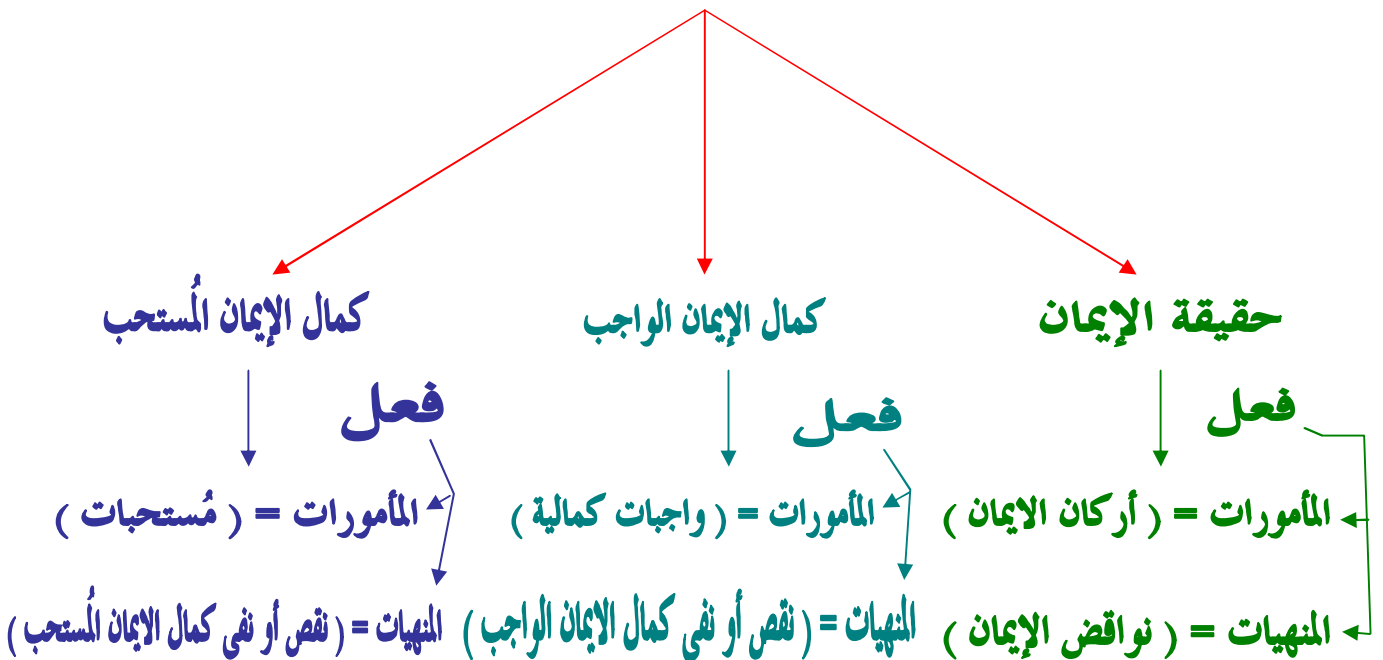 حقيقة الإيمان
كمال الإيمان الواجب
كمال الإيمان المُستحب
فعل
فعل
فعل
المأمورات = ( أركان الايمان )
المأمورات = ( واجبات كمالية )
المأمورات = ( مُستحبات )
المنهيات = ( نواقض الإيمان )
المنهيات = ( نقص أو نفى كمال الايمان الواجب )
المنهيات = ( نقص أو نفى كمال الايمان المُستحب )